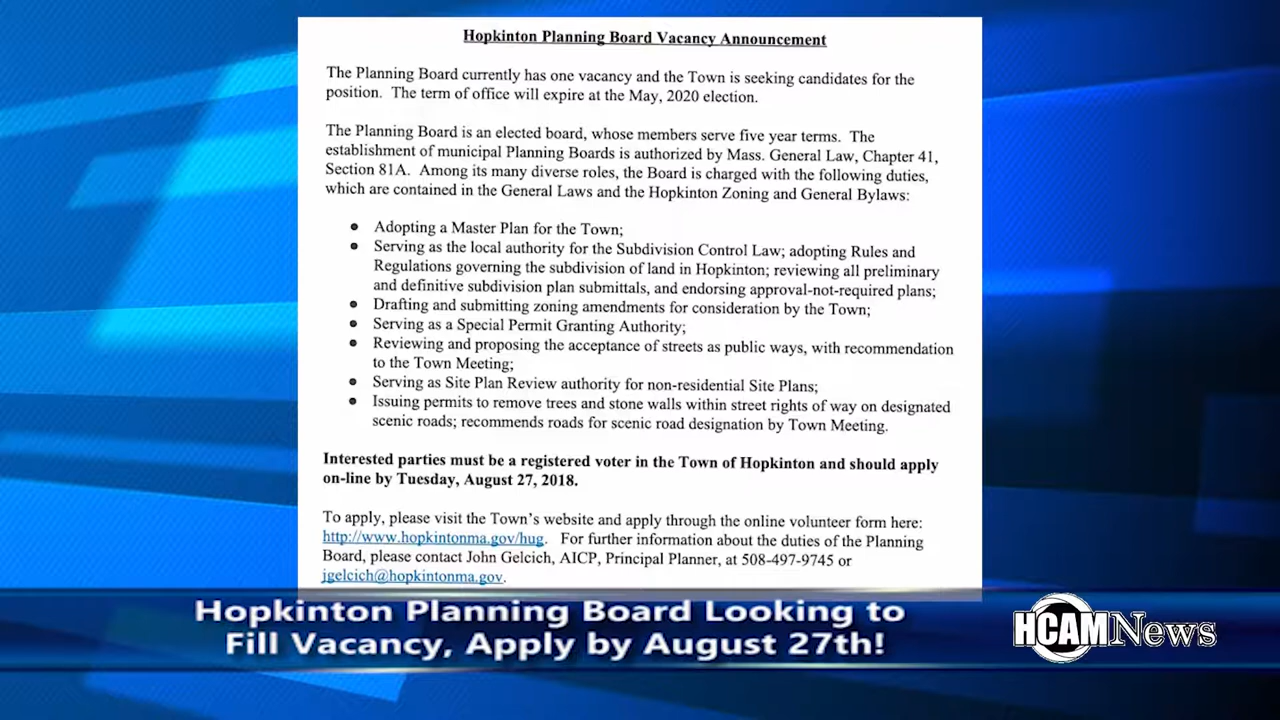 Hopkinton Planning Board Vacancy Announcement
The Planning Board currently has one vacancy and the Town is seeking candidates for the
position. The term of office will expire at the May, 2020 election.
The Planning Board is an elected board, whose members serve five year terms. The
establishment of municipal Planning Boards is authorized by Mass. General Law, Chapter 41,
Section 81A. Among its many diverse roles, the Board is charged with the following duties,
which are contained in the General Laws and the Hopkinton Zoning and General Bylaws:
• Adopting a Master Plan for the Town;
• Serving as the local authority for the Subdivision Control Law; adopting Rules and
Regulations governing the subdivision of land in Hopkinton; reviewing all preliminary
and definitive subdivision plan submittals, and endorsing approval-not-required plans;
• Drafting and submitting zoning amendments for consideration by the Town;
• Serving as a Special Permit Granting Authority;
• Reviewing and proposing the acceptance of streets as public ways, with recommendation
to the Town Meeting;
• Serving as Site Plan Review authority for non-residential Site Plans;
• Issuing permits to remove trees and stone walls within street rights of way on designated
scenic roads; recommends roads for scenic road designation by Town Meeting.
Interested parties must be a registered voter in the Town of Hopkinton and should apply
on-line by Tuesday, August 27, 2018.
To apply, please visit the Town's website and apply through the online volunteer form here:
http://www.hopkintonma.gov/hug. For further information about the duties of the Planning
Board, please contact John Gelcich, AICP, Principal Planner, at 508-497-9745 or
jgelcich@hopkintonma.gov.
Hopkinton Planning Board Looking to
Fill Vacancy, Apply by August 27th!
HCAM News